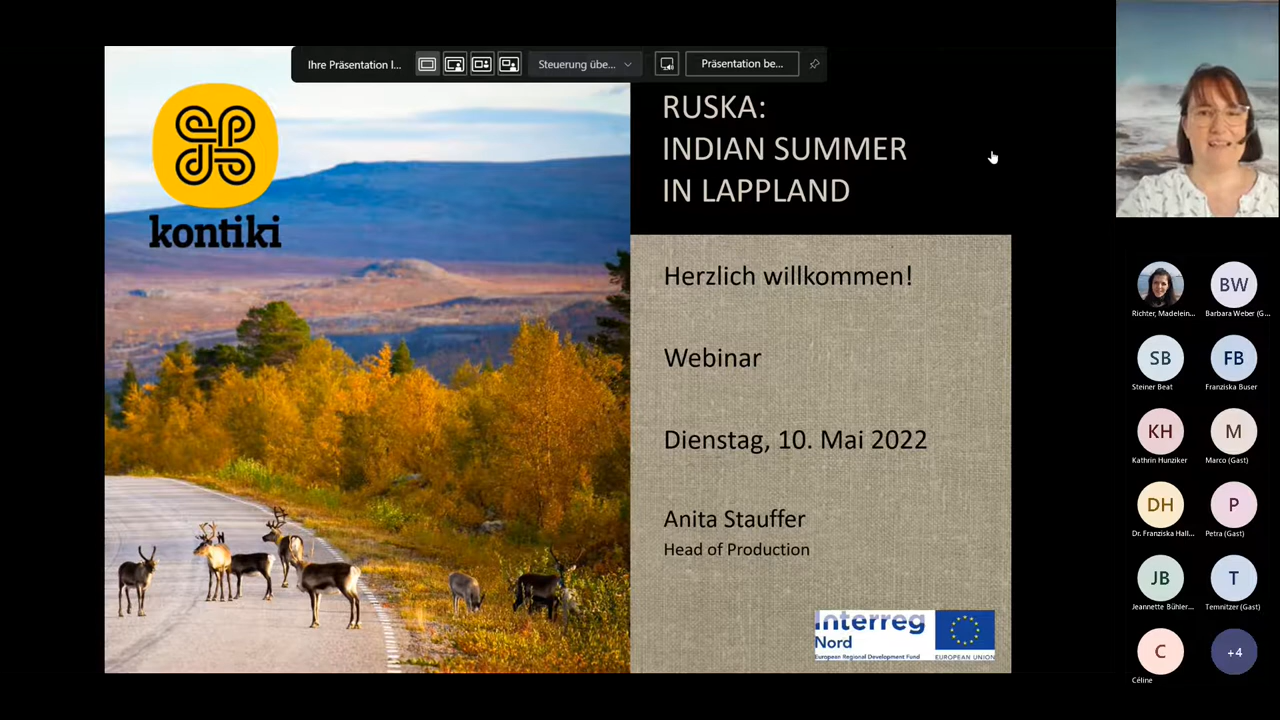 Ihre Präsentation l...
Steuerung übe...
Präsentation be...
kontiki
RUSKA:
INDIAN SUMMER
IN LAPPLAND
Herzlich willkommen!
Webinar
Dienstag, 10. Mai 2022
Anita Stauffer
Head of Production
Interreg
Nord
European Regional Development Fund
EUROPEAN UNION
Richter, Madelein...
BW
Barbara Weber (G...
SB
Steiner Beat
FB
Franziska Buser
KH
Kathrin Hunziker
M
Marco (Gast)
DH
Dr. Franziska Hall...
P
Petra (Gast)
JB
Jeannette Bühler...
T
Temnitzer (Gast)
C
Céline
+4